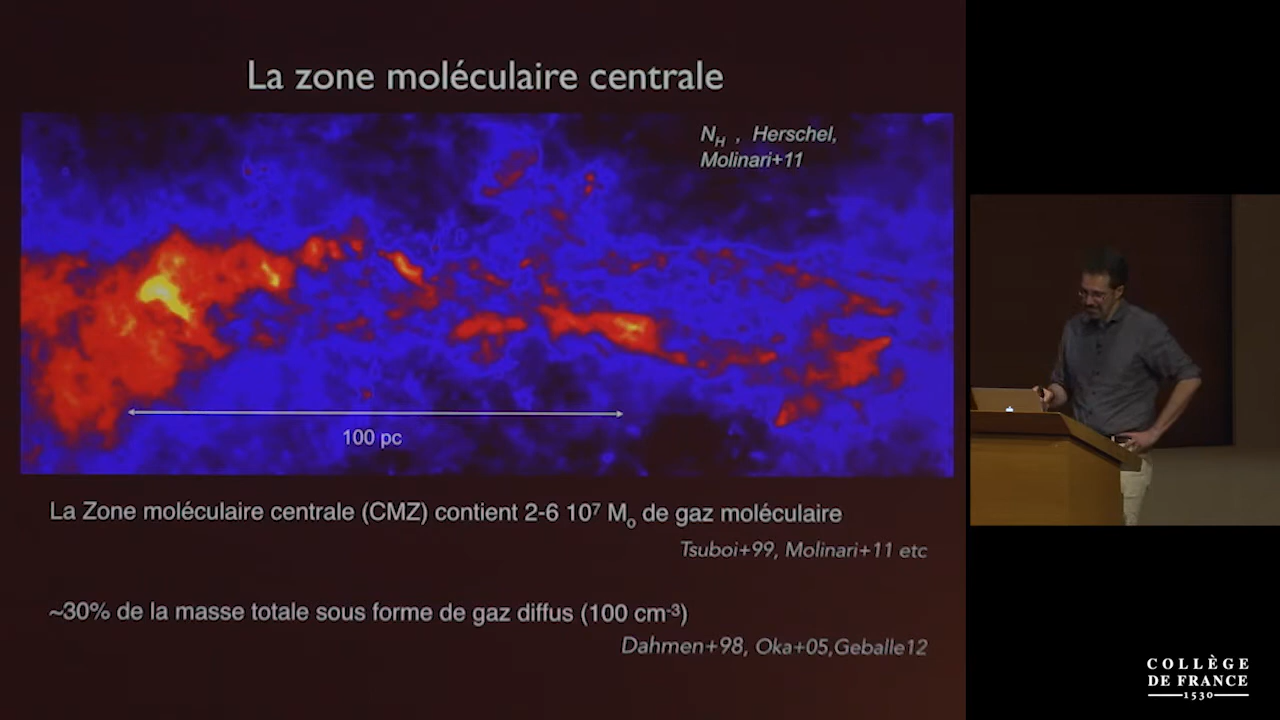 La zone moléculaire centrale
N_H , Herschel,
Molinari+11
100 pc
La Zone moléculaire centrale (CMZ) contient 2-6 10⁷ M_o de gaz moléculaire
Tsuboi+99, Molinari+11 etc
~30% de la masse totale sous forme de gaz diffus (100 cm⁻³)
Dahmen+98, Oka+05,Geballe12
COLLÈGE
DE FRANCE
1530